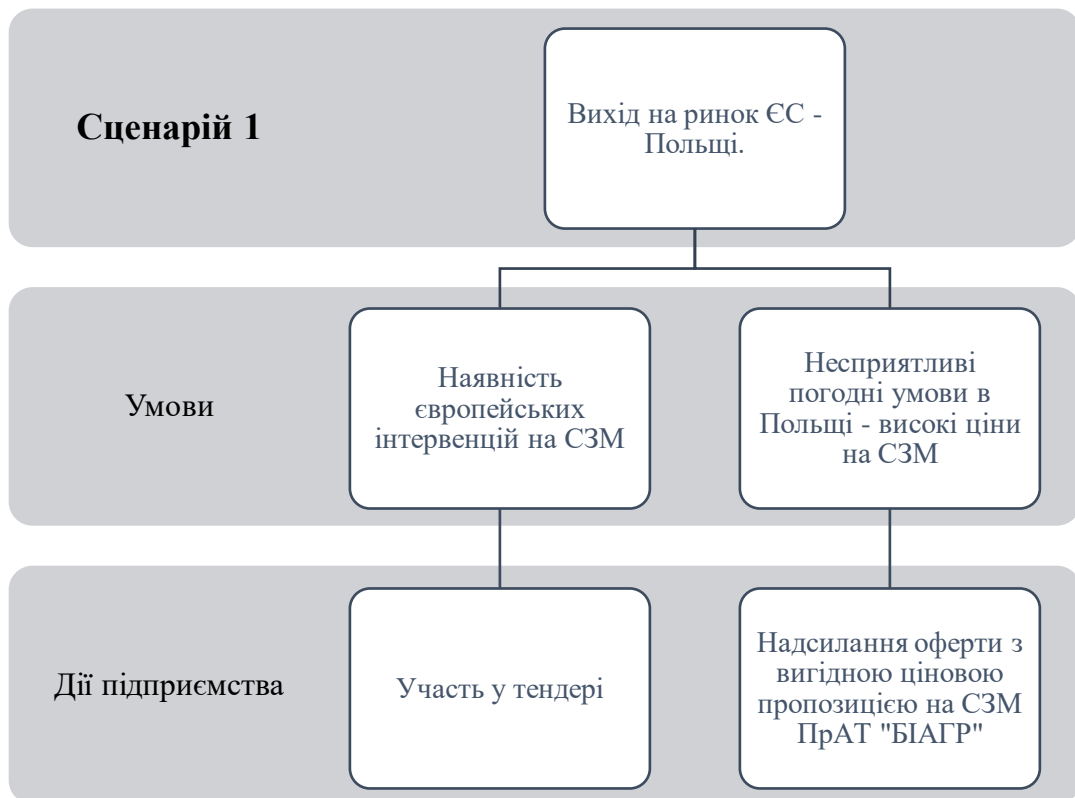 Сценарій 1
Вихід на ринок ЄС -
Польщі.
Умови
Наявність
європейських
інтервенцій на СЗМ
Несприятливі
погодні умови в
Польщі - високі ціни
на СЗМ
Дії підприємства
Участь у тендері
Надсилання оферти з
вигідною ціновою
пропозицією на СЗМ
ПрАТ "БІАГР"